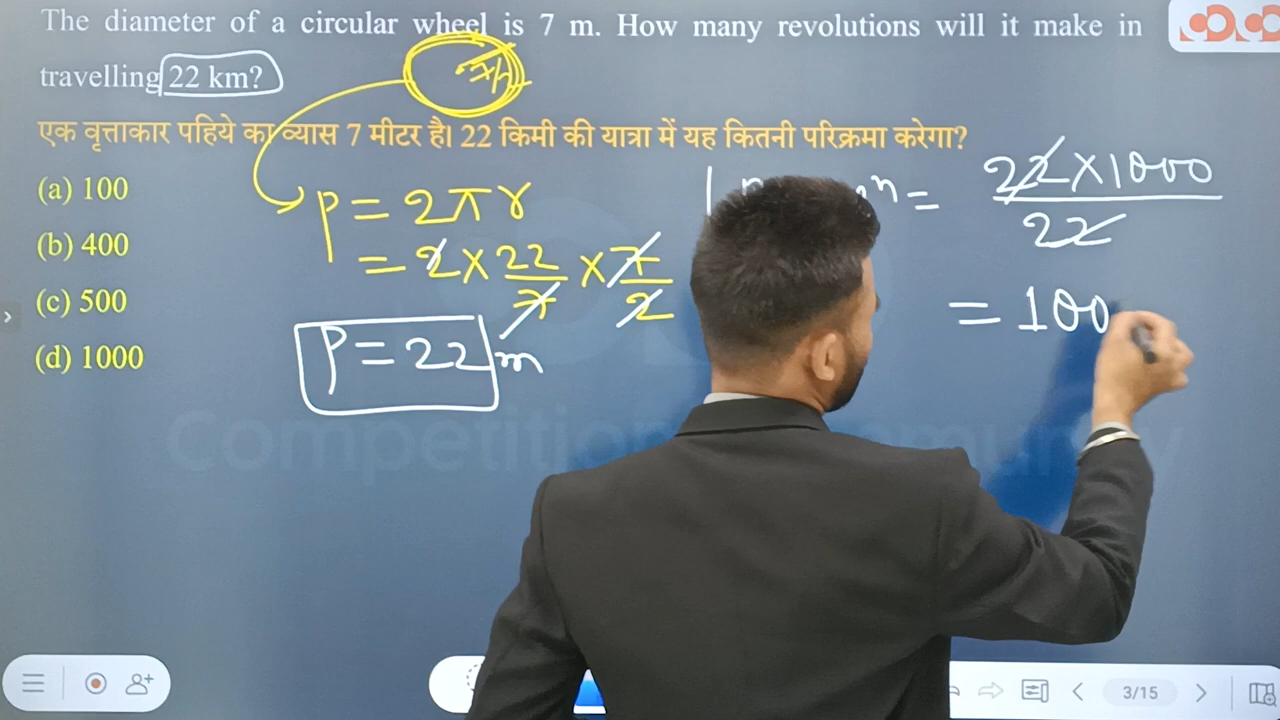 The diameter of a circular wheel is 7 m. How many revolutions will it make in
travelling 22 km?
एक वृत्ताकार पहिये का व्यास 7 मीटर है। 22 किमी की यात्रा में यह कितनी परिक्रमा करेगा?
(a) 100
(b) 400
(c) 500
(d) 1000
7/2
P = 2πr
= 2 × 22/7 × 7/2
P = 22 m
n = 22×1000/22
= 100
Competition
3/15